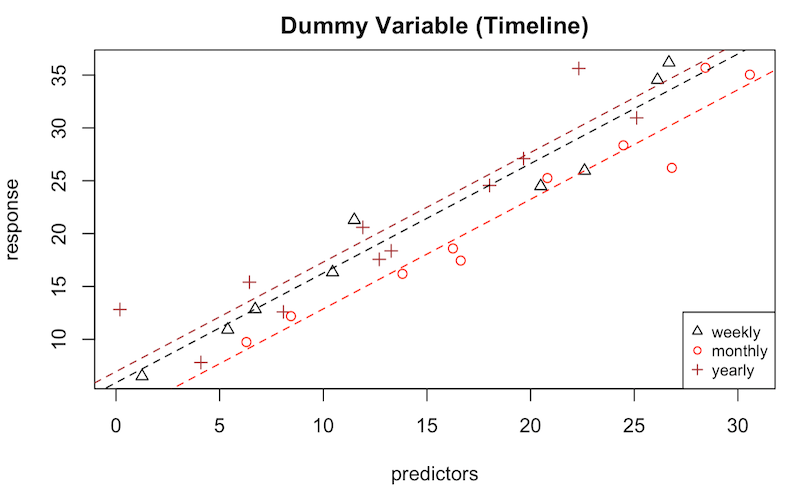 Dummy Variable (Timeline)
response
35
30
25
20
15
10
0 5 10 15 20 25 30
predictors
weekly
monthly
yearly